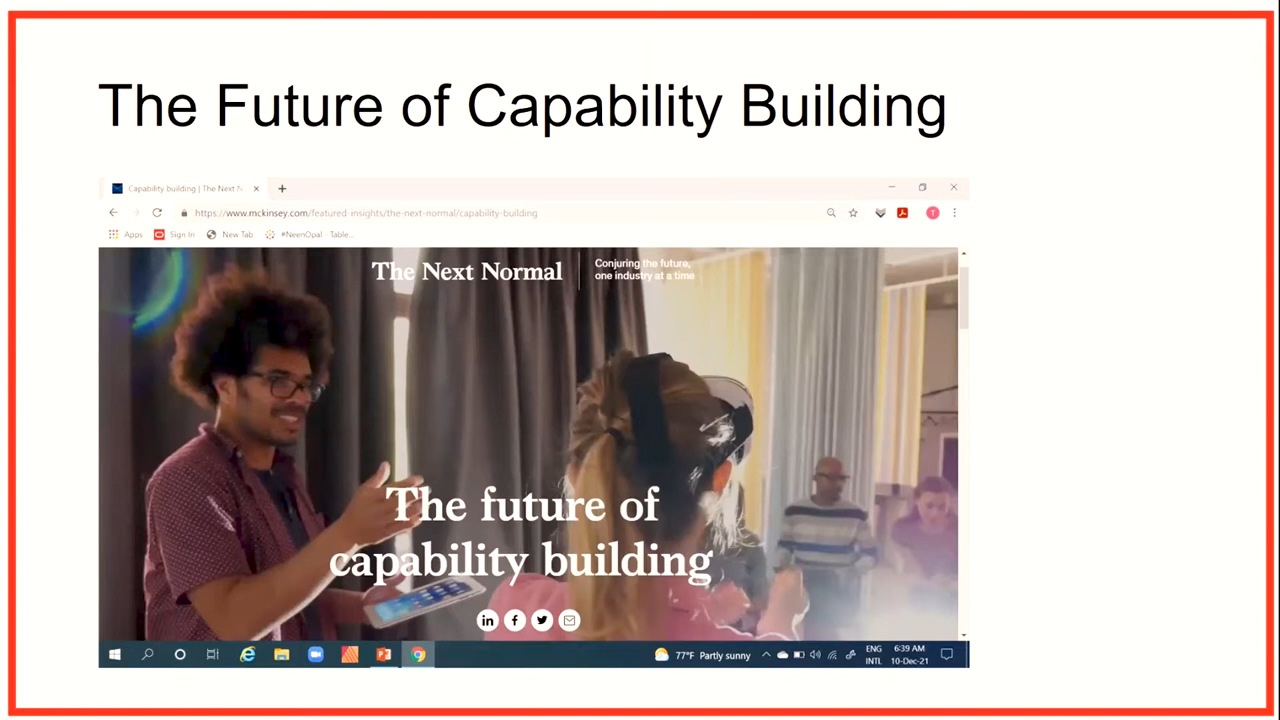 The Future of Capability Building
Capability building | The Next N
https://www.mckinsey.com/featured-insights/the-next-normal/capability-building
T
Apps Sign In New Tab #NeenOpal - Table...
The Next Normal
Conjuring the future,
one industry at a time
The future of
capability building
77°F Partly sunny
ENG
INTL
6:39 AM
10-Dec-21